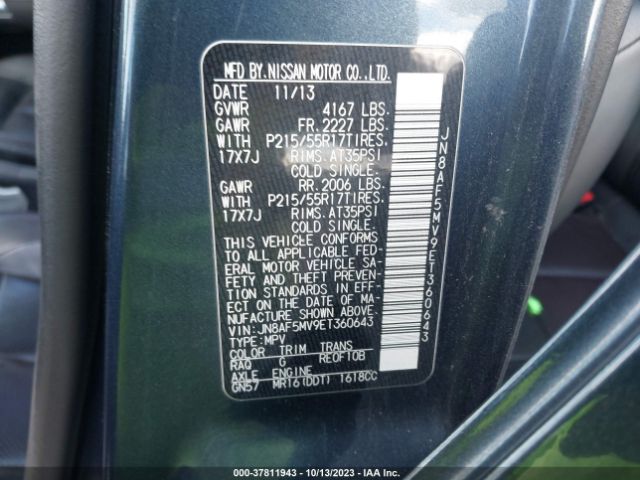 MFD BY.NISSAN MOTOR CO.,LTD.
DATE 11/13
GVWR 4167 LBS.
GAWR FR. 2227 LBS.
WITH P215/55R17TIRES.
17X7J RIMS. AT35PSI
COLD SINGLE.
GAWR RR. 2006 LBS.
WITH P215/55R17TIRES.
17X7J RIMS. AT35PSI
COLD SINGLE.
THIS VEHICLE CONFORMS
TO ALL APPLICABLE FED-
ERAL MOTOR VEHICLE SA-
FETY AND THEFT PREVEN-
TION STANDARDS IN EFF-
ECT ON THE DATE OF MA-
NUFACTURE SHOWN ABOVE.
VIN:JN8AF5MV9ET360643
TYPE:MPV
COLOR TRIM TRANS
RAQ G RE0F10B
AXLE ENGINE
GN57 MR16(DDT) 1618CC
JN8AF5MV9ET360643
000-37811943 - 10/13/2023 - IAA Inc.